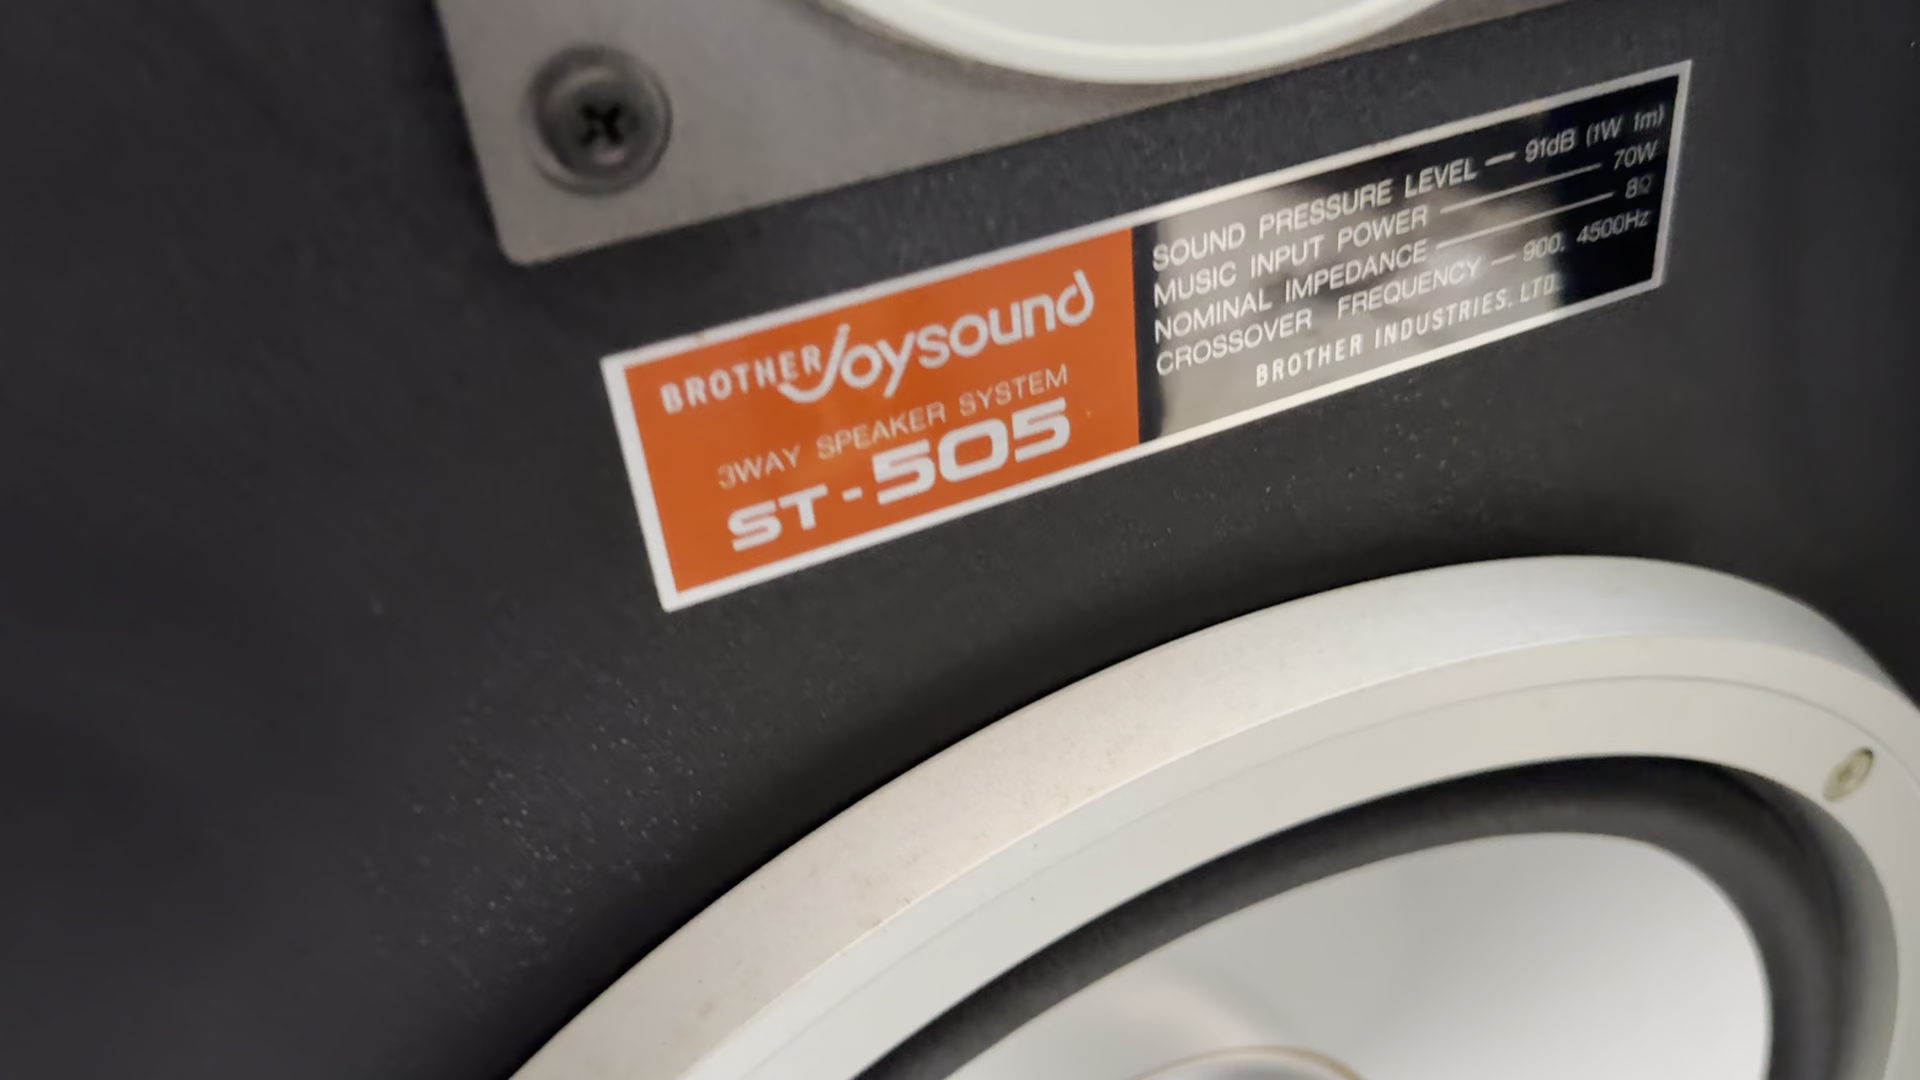 BROTHER Joysound
3WAY SPEAKER SYSTEM
ST-505
SOUND PRESSURE LEVEL — 91dB (1W 1m)
MUSIC INPUT POWER — 70W
NOMINAL IMPEDANCE — 8Ω
CROSSOVER FREQUENCY — 900, 4500Hz
BROTHER INDUSTRIES, LTD.